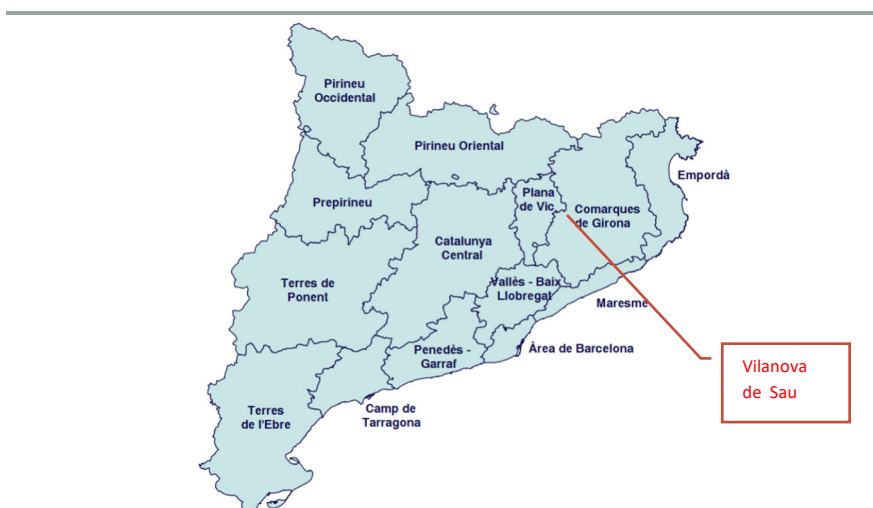 Pirineu
Occidental
Pirineu Oriental
Empordà
Plana
de Vic
Prepirineu
Comarques
de Girona
Catalunya
Central
Terres de
Ponent
Vallès - Baix
Llobregat
Maresme
Àrea de Barcelona
Penedès -
Garraf
Vilanova
de Sau
Camp de
Tarragona
Terres
de l'Ebre